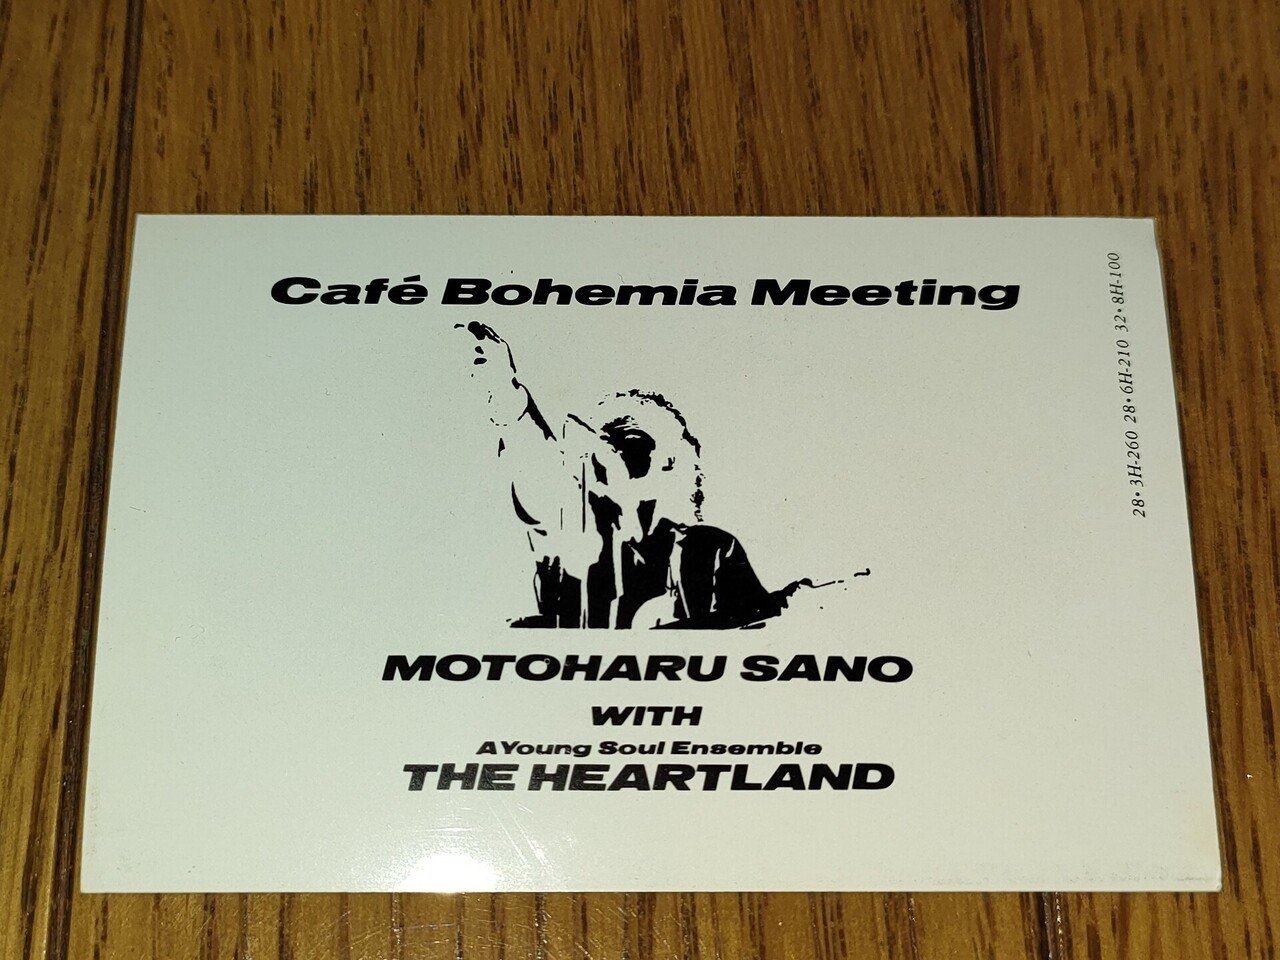 Café Bohemia Meeting
MOTOHARU SANO
WITH
A Young Soul Ensemble
THE HEARTLAND
28•3H-260 28•6H-210 32•8H-100